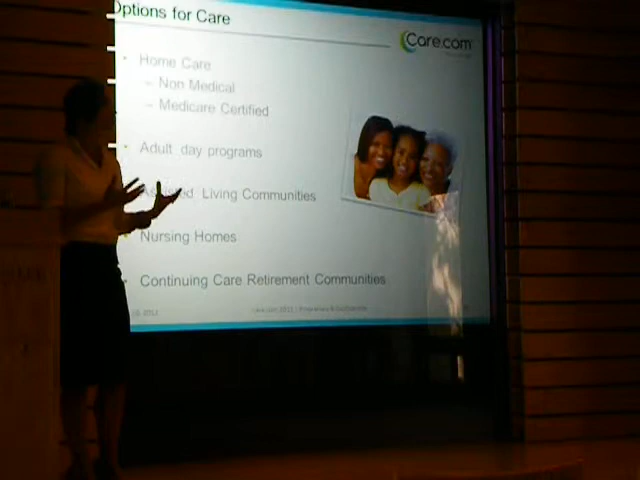 Options for Care
Care.com
• Home Care
– Non Medical
– Medicare Certified
• Adult day programs
• Assisted Living Communities
• Nursing Homes
• Continuing Care Retirement Communities